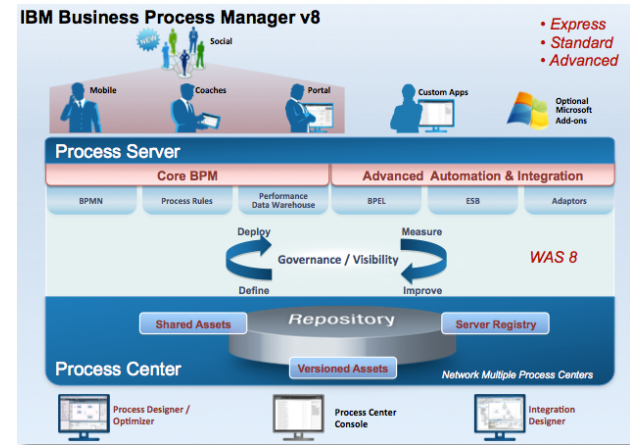 IBM Business Process Manager v8
• Express
• Standard
• Advanced
NEW
Social
Mobile
Coaches
Portal
Custom Apps
Optional
Microsoft
Add-ons
Process Server
Core BPM
Advanced Automation & Integration
BPMN
Process Rules
Performance
Data Warehouse
BPEL
ESB
Adaptors
Deploy
Measure
Governance / Visibility
WAS 8
Define
Improve
Shared Assets
Repository
Server Registry
Versioned Assets
Process Center
Network Multiple Process Centers
Process Designer /
Optimizer
Process Center
Console
Integration
Designer